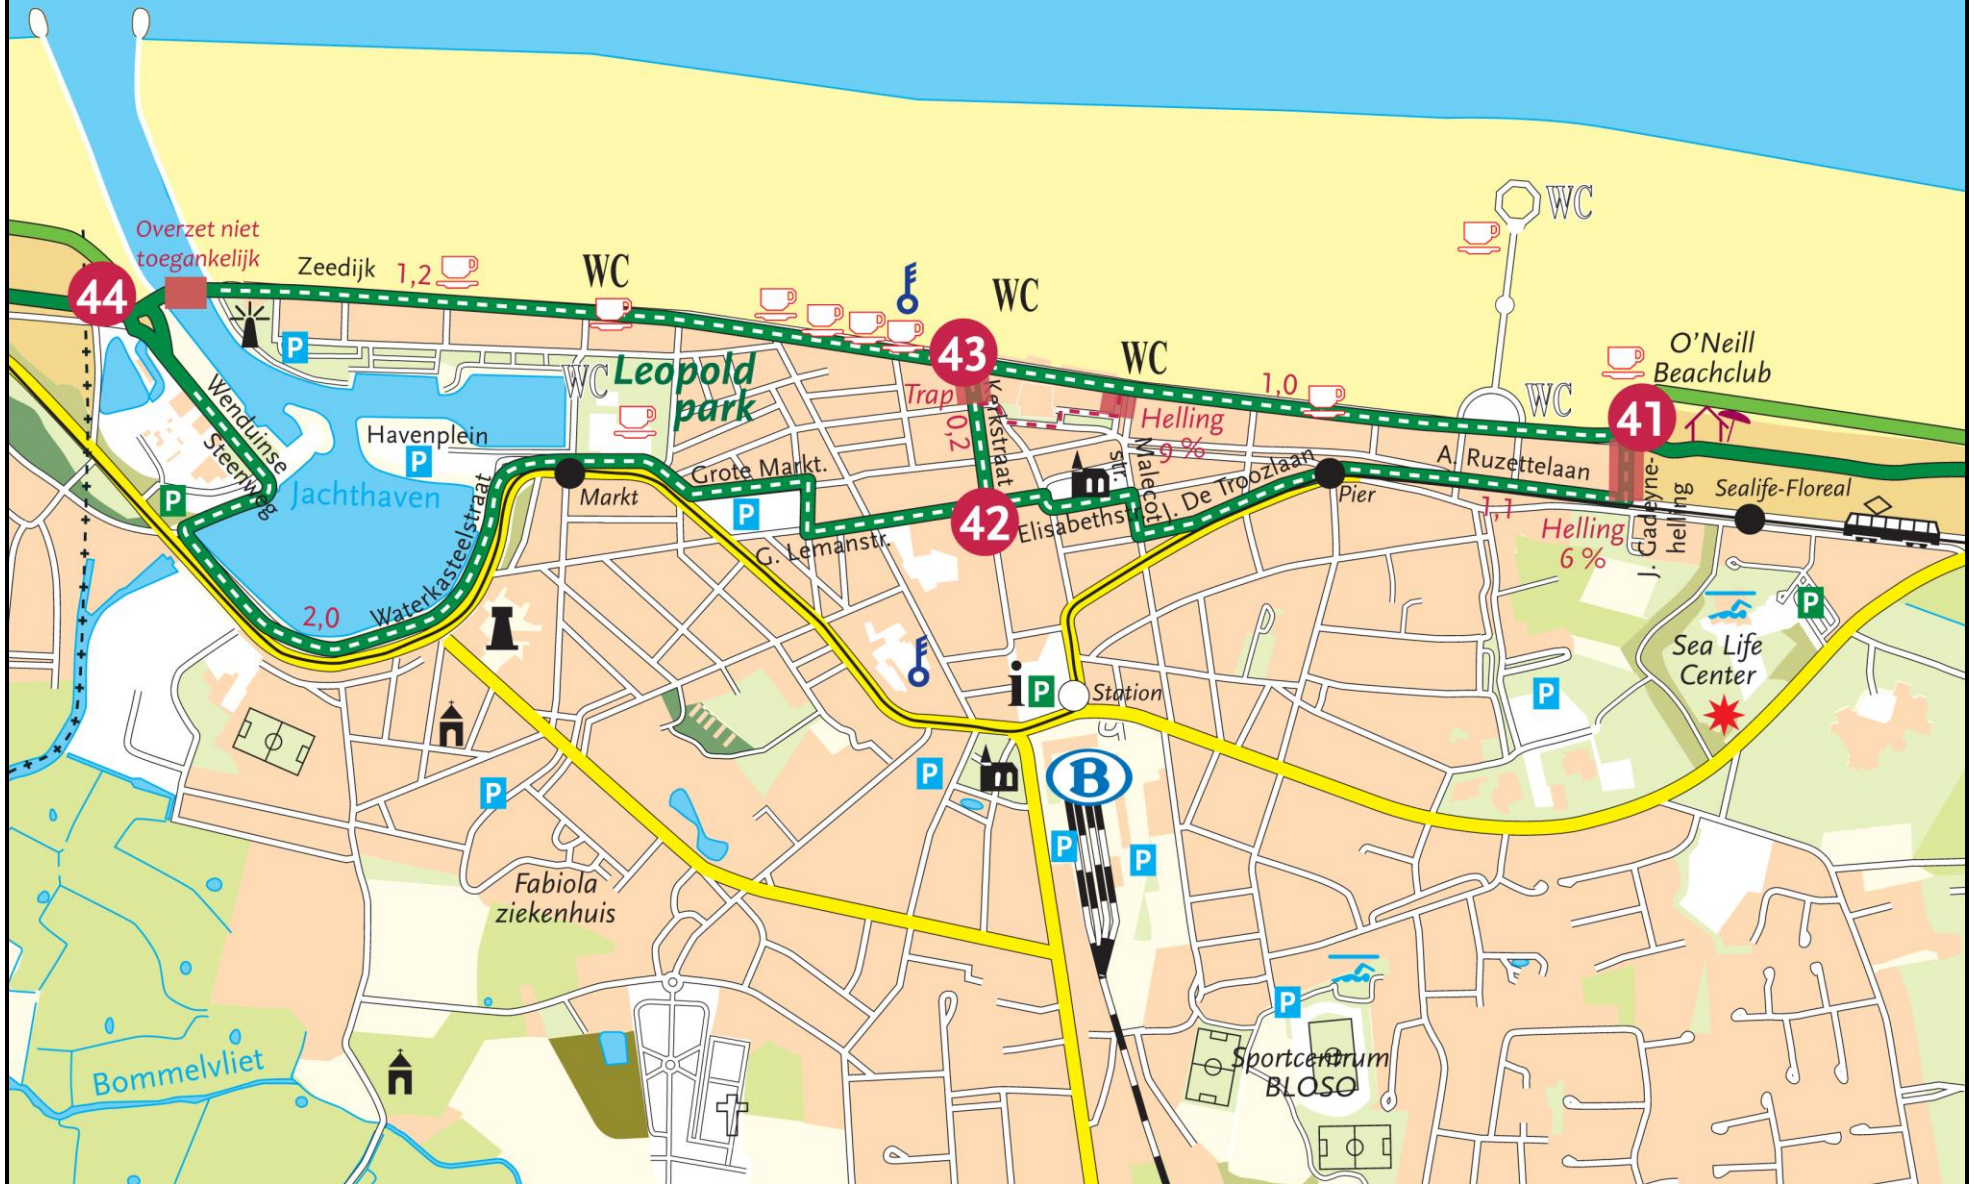 WC
WC
Overzet niet
toegankelijk
44
Zeedijk
1,2
WC
WC
43
WC
Trap
0,2
Kerkstraat
Helling
9 %
1,0
WC
O'Neill
Beachclub
41
P
WC
Leopold
park
Wenduinse
Steenweg
Havenplein
P
Jachthaven
P
Markt
Grote Markt.
P
G. Lemanstr.
42
Elisabethstr.
Malecot
str.
J. De Troozlaan
Pier
A. Ruzettelaan
1,1
Helling
6 %
J. Gadeyne-
helling
Sealife-Floreal
2,0
Waterkasteelstraat
P
Sea Life
Center
i
P
Station
P
P
B
P
P
P
Fabiola
ziekenhuis
P
Bommelvliet
Sportcentrum
BLOSO